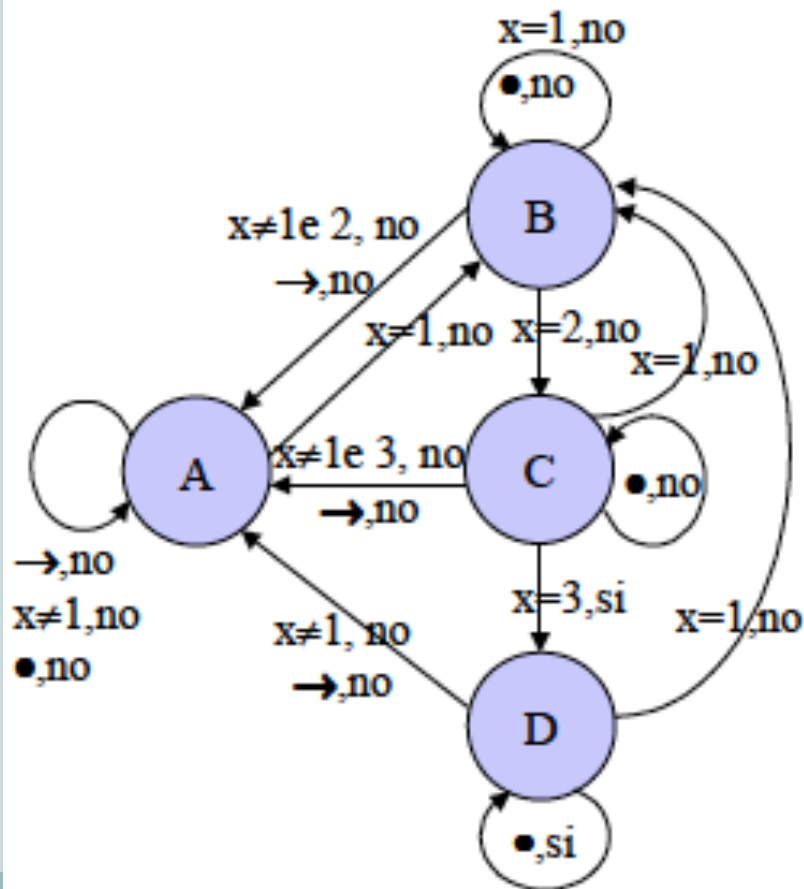 x=1,no
●,no
B
x≠1e 2, no
→,no
x=1,no
x=2,no
x=1,no
A
x≠1e 3, no
→,no
C
●,no
→,no
x≠1,no
●,no
x=3,si
x=1,no
x≠1, no
→,no
D
●,si